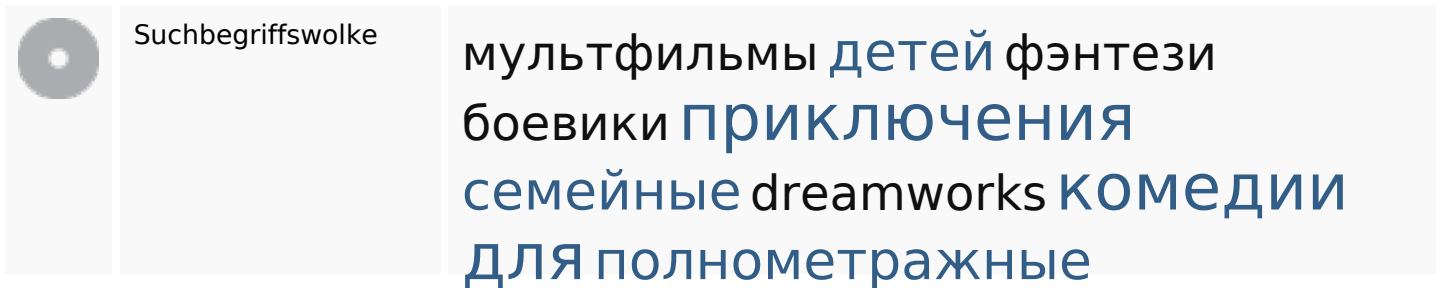 Suchbegriffswolke
мультфильмы детей фэнтези
боевики приключения
семейные dreamworks комедии
для полнометражные